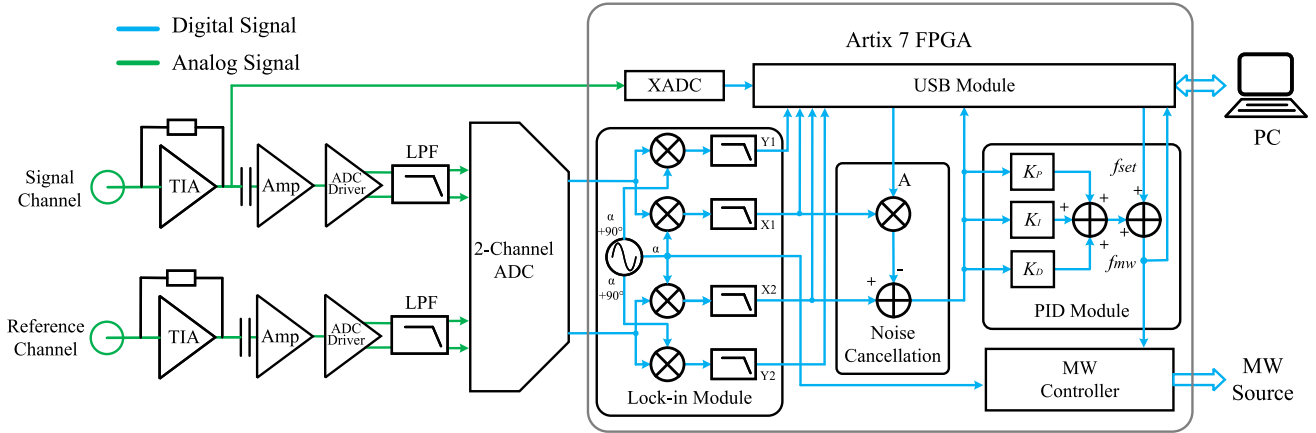 Digital Signal
Analog Signal
Artix 7 FPGA
XADC
USB Module
PC
Signal
Channel
TIA
Amp
ADC
Driver
LPF
2-Channel
ADC
Reference
Channel
TIA
Amp
ADC
Driver
LPF
α
+90°
α
α
+90°
Y1
X1
X2
Y2
Lock-in Module
A
-
+
Noise
Cancellation
KP
KI
KD
+
+
+
+
+
fset
fmw
PID Module
MW
Controller
MW
Source